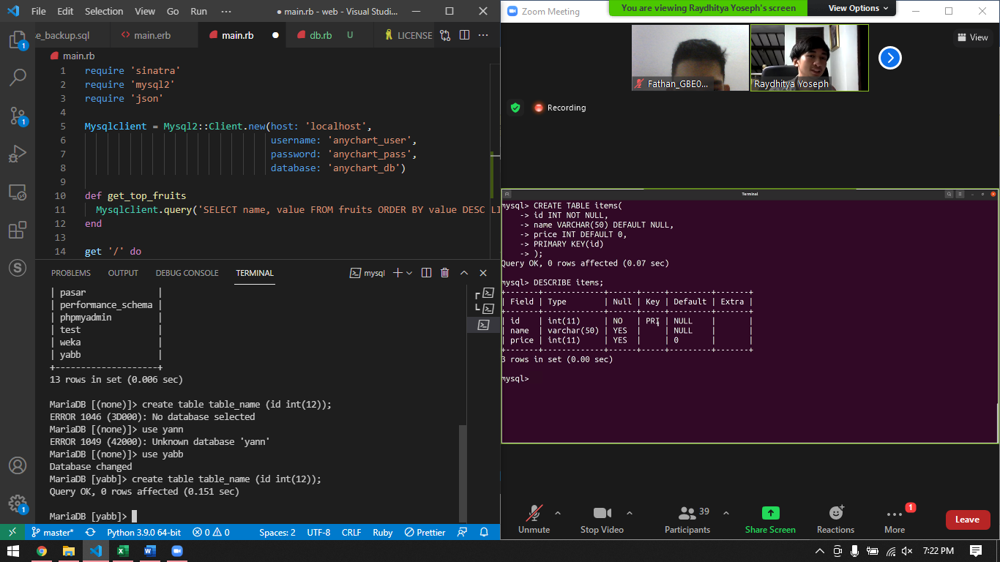 File Edit Selection View Go Run ··· ● main.rb - web - Visual Studi...
se_backup.sql <> main.erb main.rb ● db.rb U LICENSE ···
main.rb
1 require 'sinatra'
2 require 'mysql2'
3 require 'json'
4
5 Mysqlclient = Mysql2::Client.new(host: 'localhost',
6 username: 'anychart_user',
7 password: 'anychart_pass',
8 database: 'anychart_db')
9
10 def get_top_fruits
11 Mysqlclient.query('SELECT name, value FROM fruits ORDER BY value DESC LI
12 end
13
14 get '/' do
1
1
1
PROBLEMS OUTPUT DEBUG CONSOLE TERMINAL mysql
| pasar |
| performance_schema |
| phpmyadmin |
| test |
| weka |
| yabb |
+--------------------+
13 rows in set (0.006 sec)
MariaDB [(none)]> create table table_name (id int(12));
ERROR 1046 (3D000): No database selected
MariaDB [(none)]> use yann
ERROR 1049 (42000): Unknown database 'yann'
MariaDB [(none)]> use yabb
Database changed
MariaDB [yabb]> create table table_name (id int(12));
Query OK, 0 rows affected (0.151 sec)
MariaDB [yabb]>
master* Python 3.9.0 64-bit 0 0 Spaces: 2 UTF-8 CRLF Ruby Prettier
Zoom Meeting You are viewing Raydhitya Yoseph's screen View Options
View
Fathan_GBE0... Raydhitya Yoseph
Recording
Terminal
mysql> CREATE TABLE items(
-> id INT NOT NULL,
-> name VARCHAR(50) DEFAULT NULL,
-> price INT DEFAULT 0,
-> PRIMARY KEY(id)
-> );
Query OK, 0 rows affected (0.07 sec)
mysql> DESCRIBE items;
+-------+-------------+------+-----+---------+-------+
| Field | Type | Null | Key | Default | Extra |
+-------+-------------+------+-----+---------+-------+
| id | int(11) | NO | PRI | NULL | |
| name | varchar(50) | YES | | NULL | |
| price | int(11) | YES | | 0 | |
+-------+-------------+------+-----+---------+-------+
3 rows in set (0.00 sec)
mysql>
39 1
Unmute Stop Video Participants Share Screen Reactions More Leave
7:22 PM